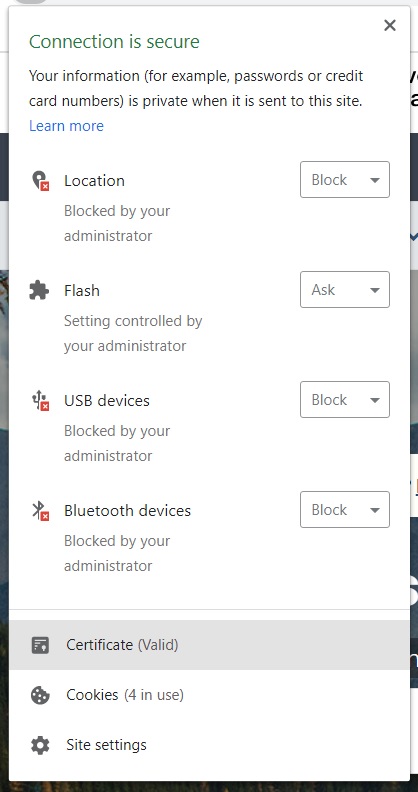 Connection is secure
Your information (for example, passwords or credit
card numbers) is private when it is sent to this site.
Learn more
Location
Block
Blocked by your
administrator
Flash
Ask
Setting controlled by
your administrator
USB devices
Block
Blocked by your
administrator
Bluetooth devices
Block
Blocked by your
administrator
Certificate (Valid)
Cookies (4 in use)
Site settings